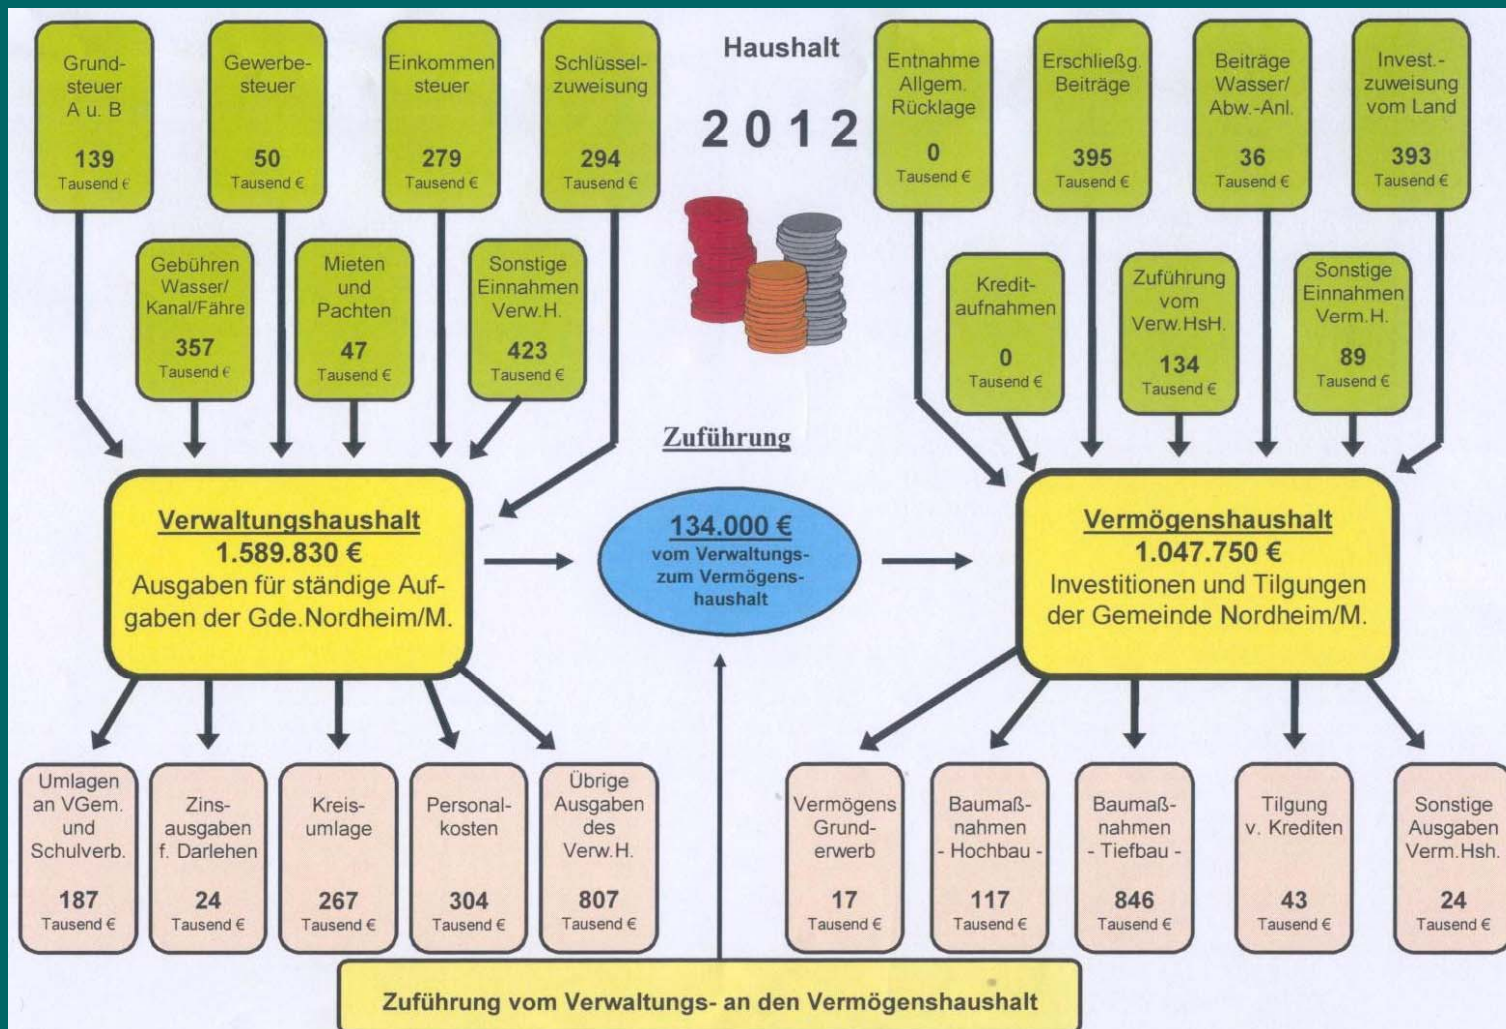 Grund-
steuer
A u. B
139
Tausend €
Gewerbe-
steuer
50
Tausend €
Einkommen
steuer
279
Tausend €
Schlüssel-
zuweisung
294
Tausend €
Haushalt
2012
Entnahme
Allgem.
Rücklage
0
Tausend €
Erschließg.
Beiträge
395
Tausend €
Beiträge
Wasser/
Abw.-Anl.
36
Tausend €
Invest.-
zuweisung
vom Land
393
Tausend €
Gebühren
Wasser/
Kanal/Fähre
357
Tausend €
Mieten
und
Pachten
47
Tausend €
Sonstige
Einnahmen
Verw.H.
423
Tausend €
Kredit-
aufnahmen
0
Tausend €
Zuführung
vom
Verw.HsH.
134
Tausend €
Sonstige
Einnahmen
Verm.H.
89
Tausend €
Zuführung
Verwaltungshaushalt
1.589.830 €
Ausgaben für ständige Auf-
gaben der Gde.Nordheim/M.
134.000 €
vom Verwaltungs-
zum Vermögens-
haushalt
Vermögenshaushalt
1.047.750 €
Investitionen und Tilgungen
der Gemeinde Nordheim/M.
Umlagen
an VGem.
und
Schulverb.
187
Tausend €
Zins-
ausgaben
f. Darlehen
24
Tausend €
Kreis-
umlage
267
Tausend €
Personal-
kosten
304
Tausend €
Übrige
Ausgaben
des
Verw.H.
807
Tausend €
Vermögens
Grund-
erwerb
17
Tausend €
Baumaß-
nahmen
- Hochbau -
117
Tausend €
Baumaß-
nahmen
- Tiefbau -
846
Tausend €
Tilgung
v. Krediten
43
Tausend €
Sonstige
Ausgaben
Verm.Hsh.
24
Tausend €
Zuführung vom Verwaltungs- an den Vermögenshaushalt